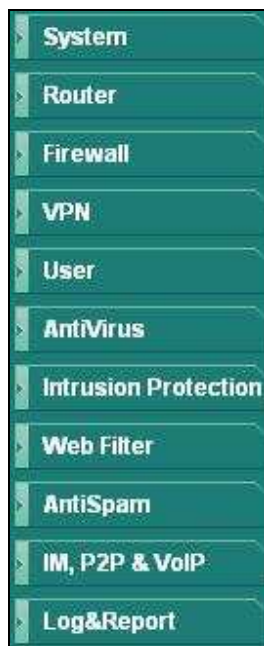 System
Router
Firewall
VPN
User
AntiVirus
Intrusion Protection
Web Filter
AntiSpam
IM, P2P & VoIP
Log&Report